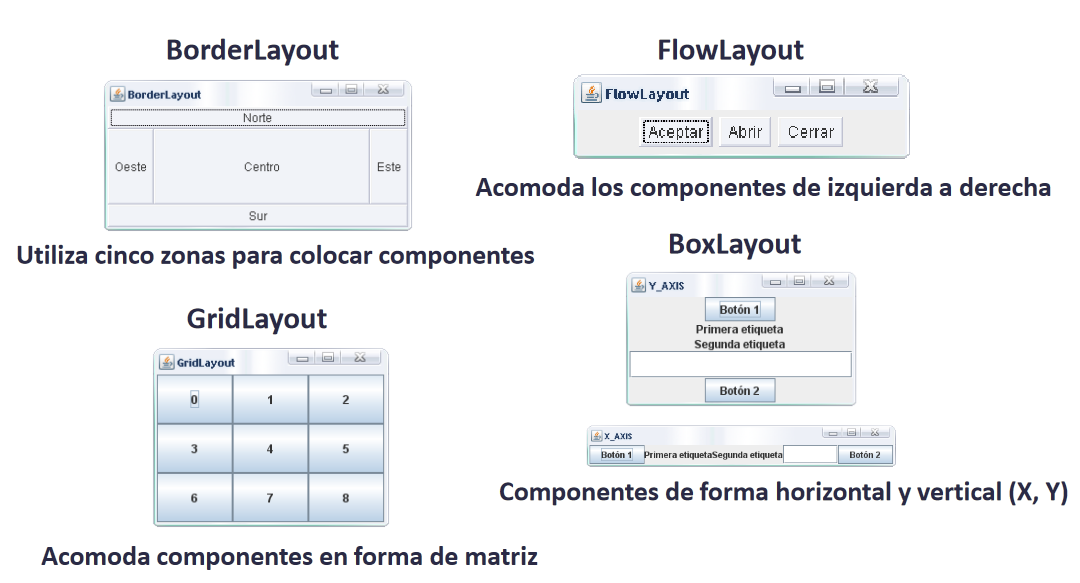 BorderLayout
BorderLayout
Norte
Oeste Centro Este
Sur
Utiliza cinco zonas para colocar componentes
FlowLayout
FlowLayout
Aceptar Abrir Cerrar
Acomoda los componentes de izquierda a derecha
GridLayout
GridLayout
0 1 2
3 4 5
6 7 8
Acomoda componentes en forma de matriz
BoxLayout
Y_AXIS
Botón 1
Primera etiqueta
Segunda etiqueta
Botón 2
X_AXIS
Botón 1 Primera etiquetaSegunda etiqueta Botón 2
Componentes de forma horizontal y vertical (X, Y)